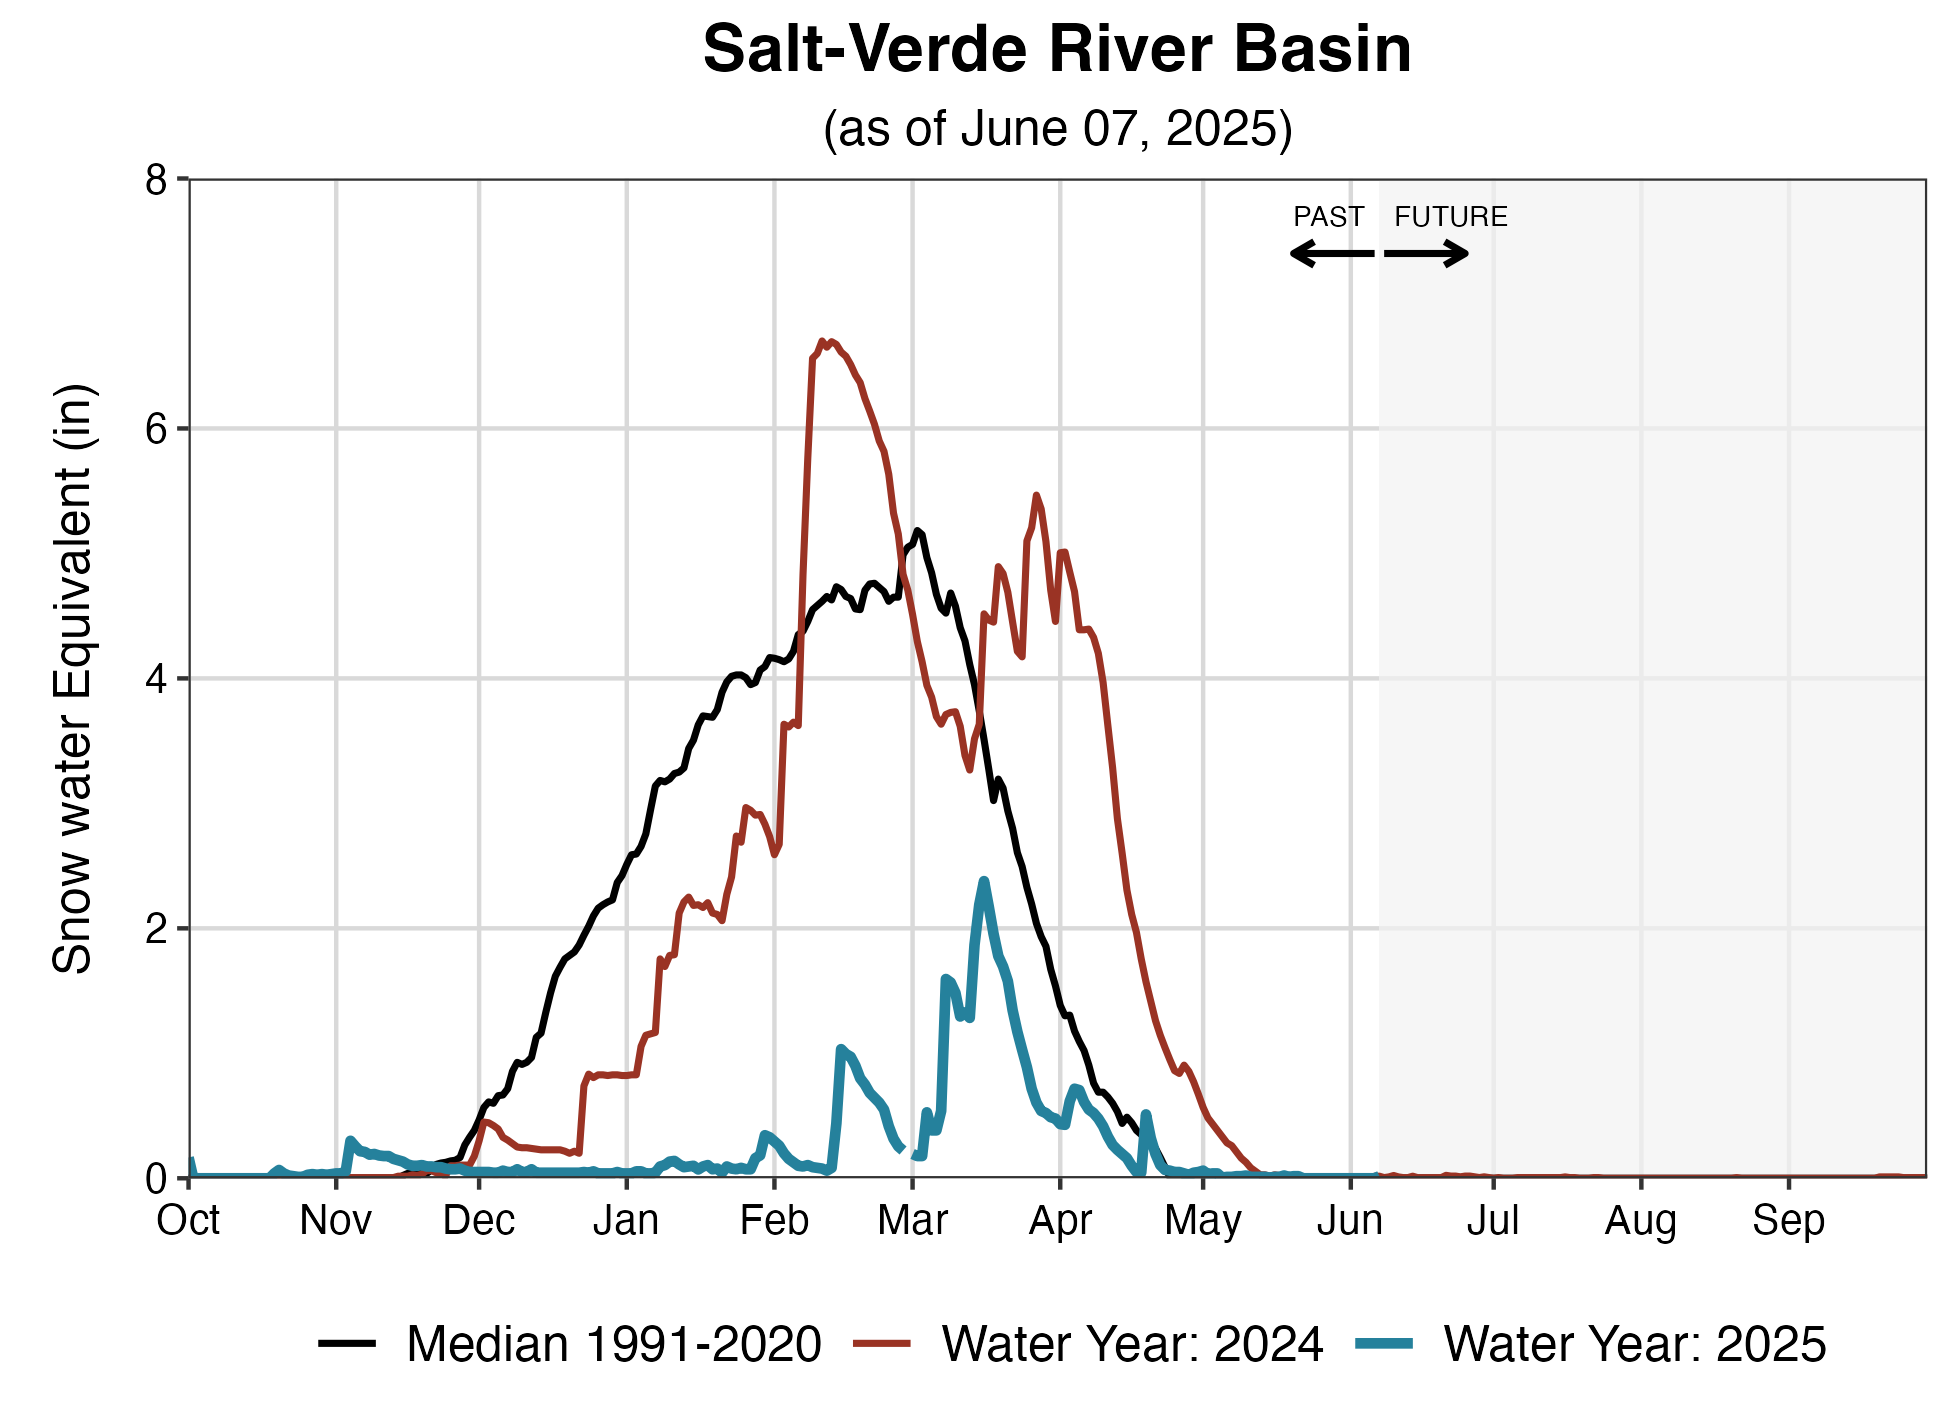 Salt-Verde River Basin
(as of June 07, 2025)
8
PAST FUTURE
6
4
2
0
Snow water Equivalent (in)
Oct Nov Dec Jan Feb Mar Apr May Jun Jul Aug Sep
Median 1991-2020 Water Year: 2024 Water Year: 2025